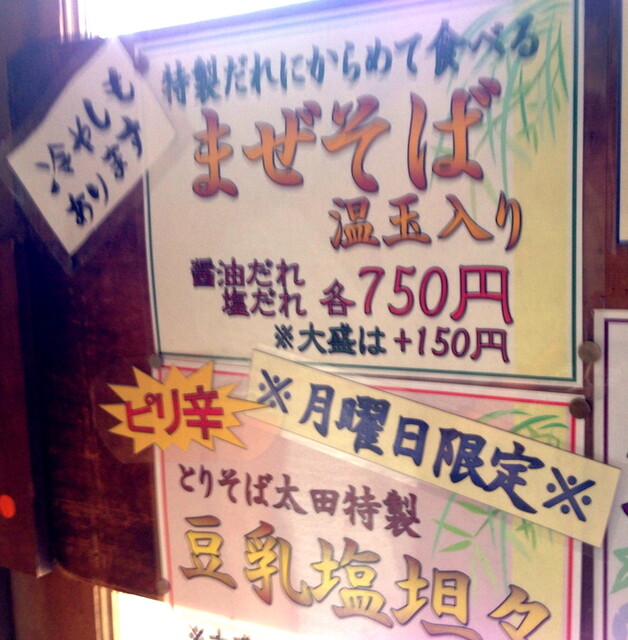 冷やしも
あります
特製だれにからめて食べる
まぜそば
温玉入り
醤油だれ
塩だれ 各750円
※大盛は+150円
ピリ辛
※月曜日限定※
とりそば太田特製
豆乳塩坦々